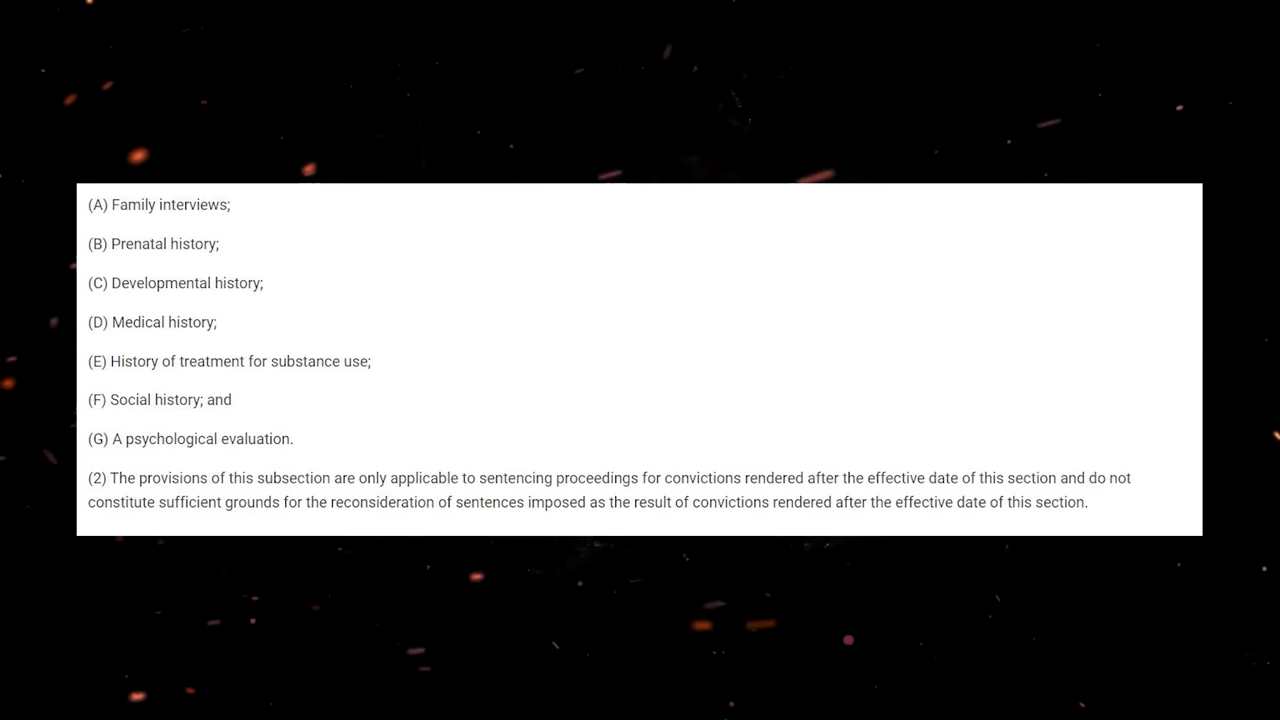 (A) Family interviews;
(B) Prenatal history;
(C) Developmental history;
(D) Medical history;
(E) History of treatment for substance use;
(F) Social history; and
(G) A psychological evaluation.
(2) The provisions of this subsection are only applicable to sentencing proceedings for convictions rendered after the effective date of this section and do not
constitute sufficient grounds for the reconsideration of sentences imposed as the result of convictions rendered after the effective date of this section.